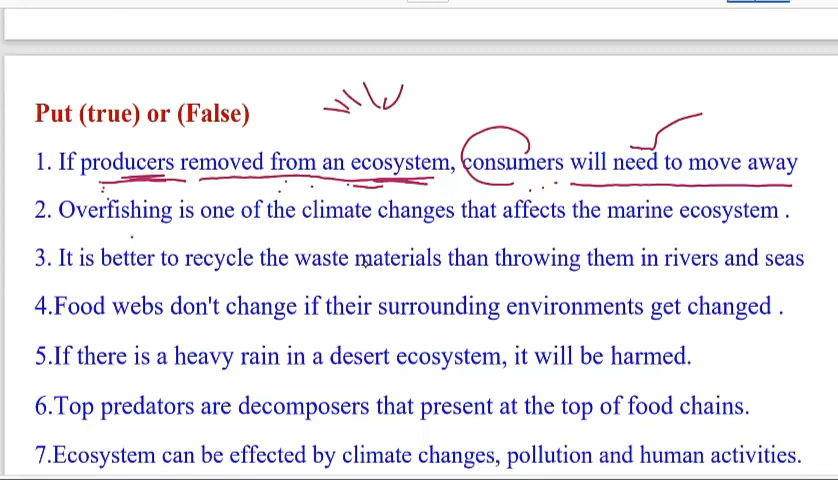 Put (true) or (False)
1. If producers removed from an ecosystem, consumers will need to move away
2. Overfishing is one of the climate changes that affects the marine ecosystem .
3. It is better to recycle the waste materials than throwing them in rivers and seas
4.Food webs don't change if their surrounding environments get changed .
5.If there is a heavy rain in a desert ecosystem, it will be harmed.
6.Top predators are decomposers that present at the top of food chains.
7.Ecosystem can be effected by climate changes, pollution and human activities.